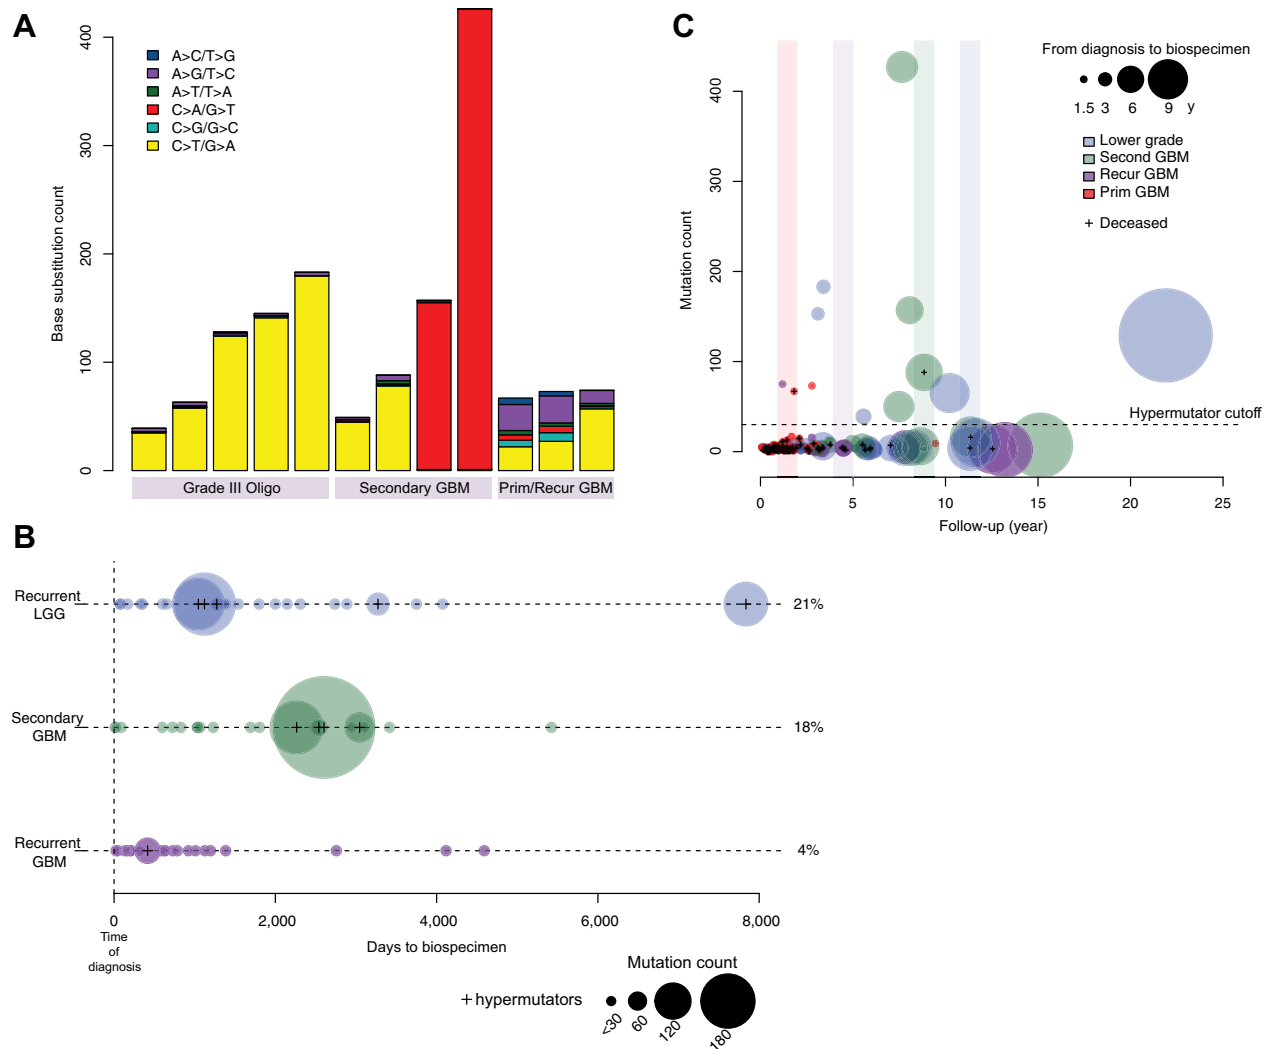 A
400
300
200
100
0
Base substitution count
A>C/T>G
A>G/T>C
A>T/T>A
C>A/G>T
C>G/G>C
C>T/G>A
Grade III Oligo
Secondary GBM
Prim/Recur GBM
C
From diagnosis to biospecimen
1.5 3 6 9 y
Lower grade
Second GBM
Recur GBM
Prim GBM
+ Deceased
400
300
200
100
0
Mutation count
Hypermutator cutoff
0 5 10 15 20 25
Follow-up (year)
B
Recurrent
LGG
21%
Secondary
GBM
18%
Recurrent
GBM
4%
0 2,000 4,000 6,000 8,000
Time
of
diagnosis
Days to biospecimen
Mutation count
+ hypermutators
<30 60 120 180